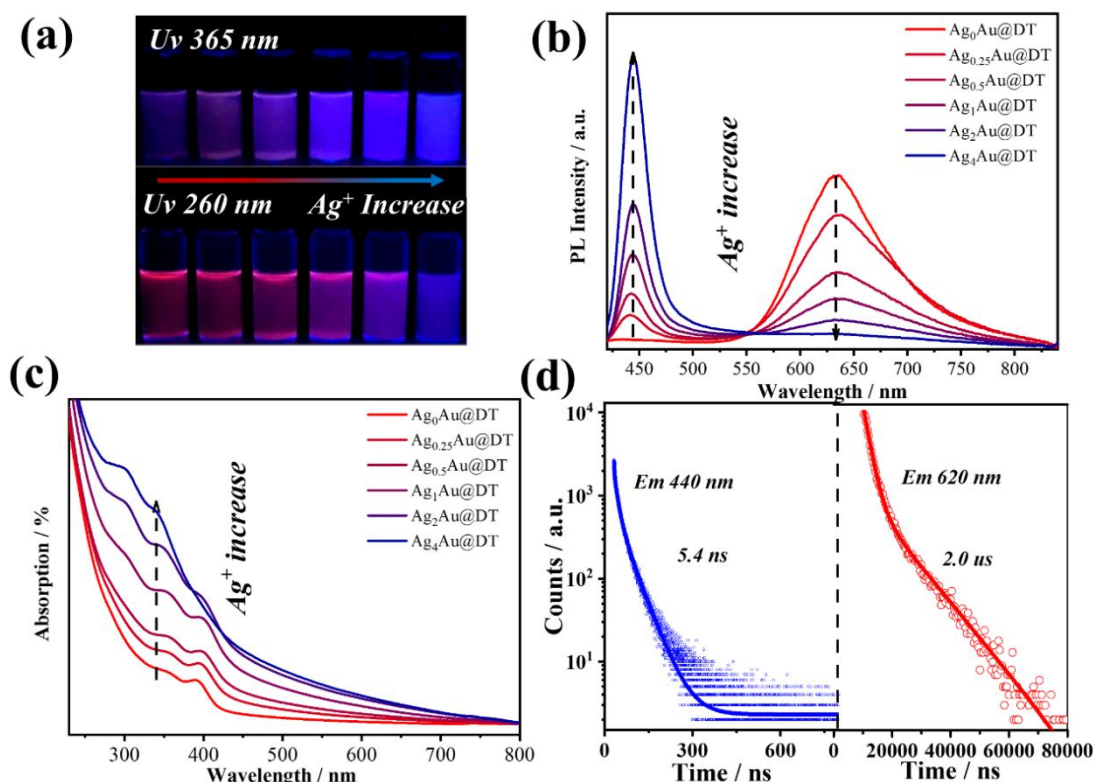 (a)
Uv 365 nm
Uv 260 nm
Ag⁺ Increase
(b)
PL Intensity / a.u.
Ag⁺ increase
Ag₀Au@DT
Ag₀.₂₅Au@DT
Ag₀.₅Au@DT
Ag₁Au@DT
Ag₂Au@DT
Ag₄Au@DT
450 500 550 600 650 700 750 800
Wavelength / nm
(c)
Absorption / %
Ag⁺ increase
Ag₀Au@DT
Ag₀.₂₅Au@DT
Ag₀.₅Au@DT
Ag₁Au@DT
Ag₂Au@DT
Ag₄Au@DT
300 400 500 600 700 800
Wavelength / nm
(d)
Counts / a.u.
10⁴
10³
10²
10¹
Em 440 nm
5.4 ns
Em 620 nm
2.0 us
0 300 600 0 20000 40000 60000 80000
Time / ns
Time / ns